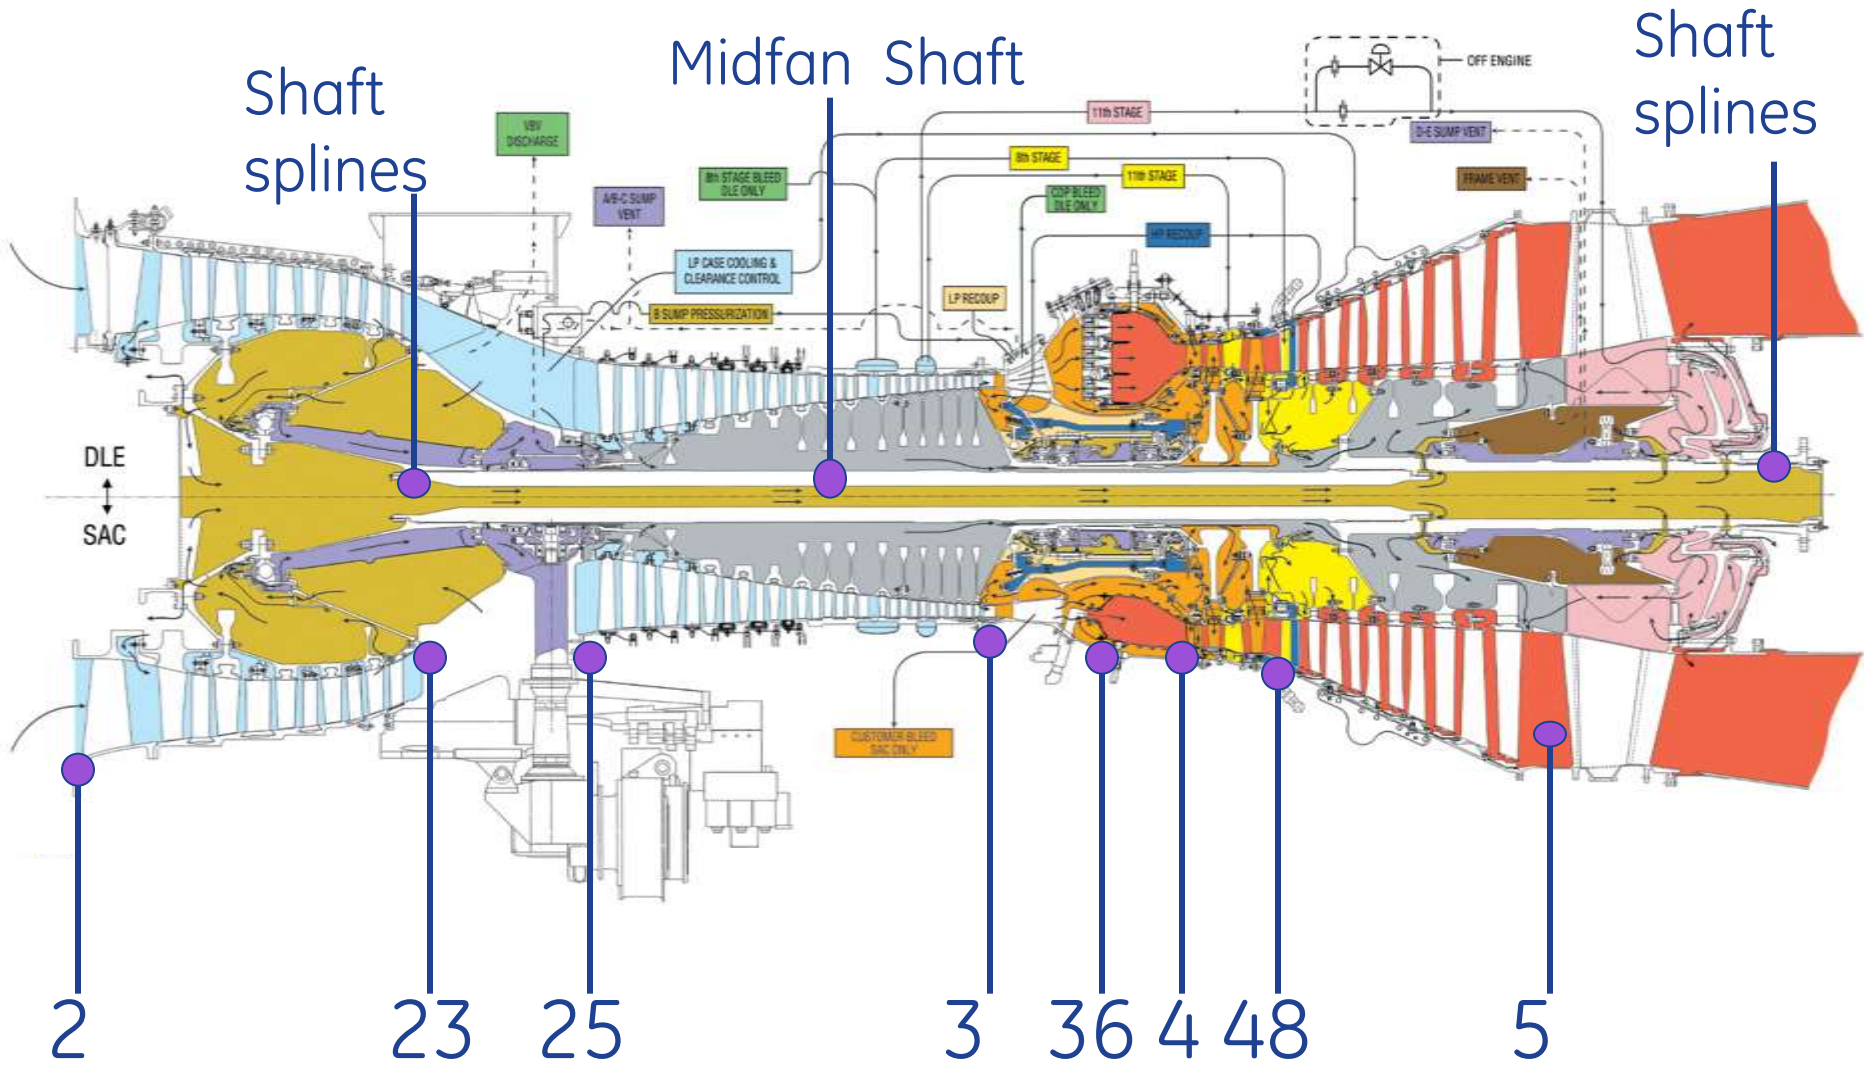 Shaft
splines
Midfan Shaft
Shaft
splines
OFF ENGINE
11th STAGE
D-E SUMP VENT
VBV
DISCHARGE
8th STAGE
11th STAGE
8th STAGE BLEED
DLE ONLY
CDP BLEED
DLE ONLY
FRAME VENT
A/B-C SUMP
VENT
HP RECOUP
LP CASE COOLING &
CLEARANCE CONTROL
LP RECOUP
B SUMP PRESSURIZATION
DLE
SAC
CUSTOMER BLEED
SAC ONLY
2 23 25 3 36 4 48 5